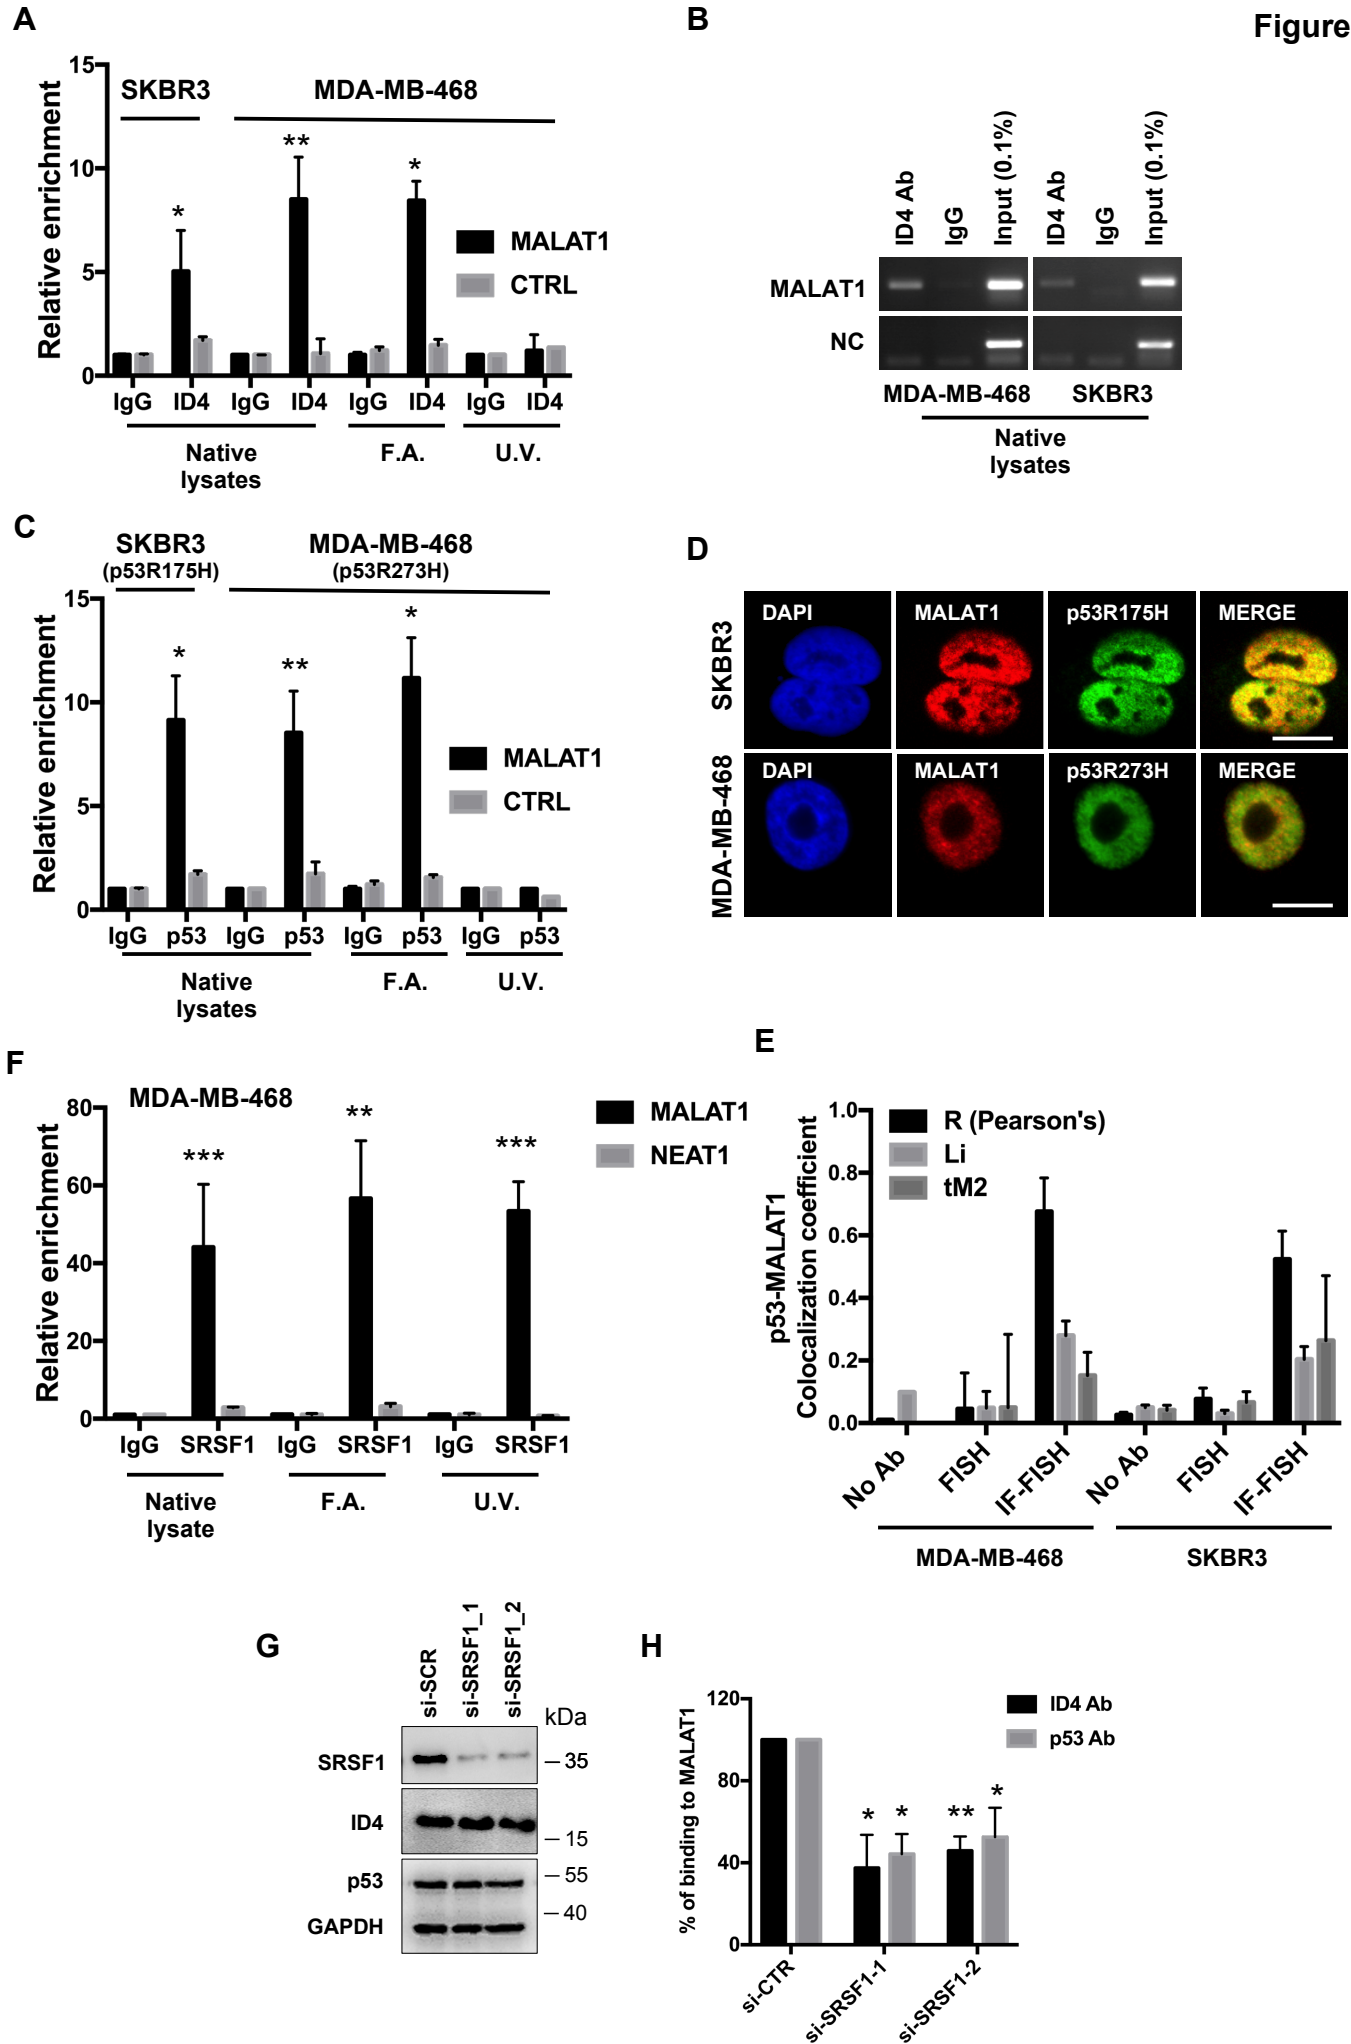 Figure
A
15
10
5
0
Relative enrichment
SKBR3
MDA-MB-468
*
**
*
MALAT1
CTRL
IgG ID4 IgG ID4 IgG ID4 IgG ID4
Native
lysates
F.A.
U.V.
B
ID4 Ab
IgG
Input (0.1%)
ID4 Ab
IgG
Input (0.1%)
MALAT1
NC
MDA-MB-468 SKBR3
Native
lysates
C
SKBR3
(p53R175H)
MDA-MB-468
(p53R273H)
15
10
5
0
Relative enrichment
*
**
*
MALAT1
CTRL
IgG p53 IgG p53 IgG p53 IgG p53
Native
lysates
F.A.
U.V.
D
SKBR3
DAPI MALAT1 p53R175H MERGE
MDA-MB-468
DAPI MALAT1 p53R273H MERGE
E
p53-MALAT1
Colocalization coefficient
1.0
0.8
0.6
0.4
0.2
0.0
R (Pearson's)
Li
tM2
No Ab
FISH
IF-FISH
No Ab
FISH
IF-FISH
MDA-MB-468
SKBR3
F
MDA-MB-468
80
60
40
20
0
Relative enrichment
***
**
***
MALAT1
NEAT1
IgG SRSF1 IgG SRSF1 IgG SRSF1
Native
lysate
F.A.
U.V.
G
si-SCR
si-SRSF1_1
si-SRSF1_2
kDa
SRSF1
35
ID4
15
p53
55
40
GAPDH
H
% of binding to MALAT1
120
80
40
0
ID4 Ab
p53 Ab
* * ** *
si-CTR
si-SRSF1-1
si-SRSF1-2